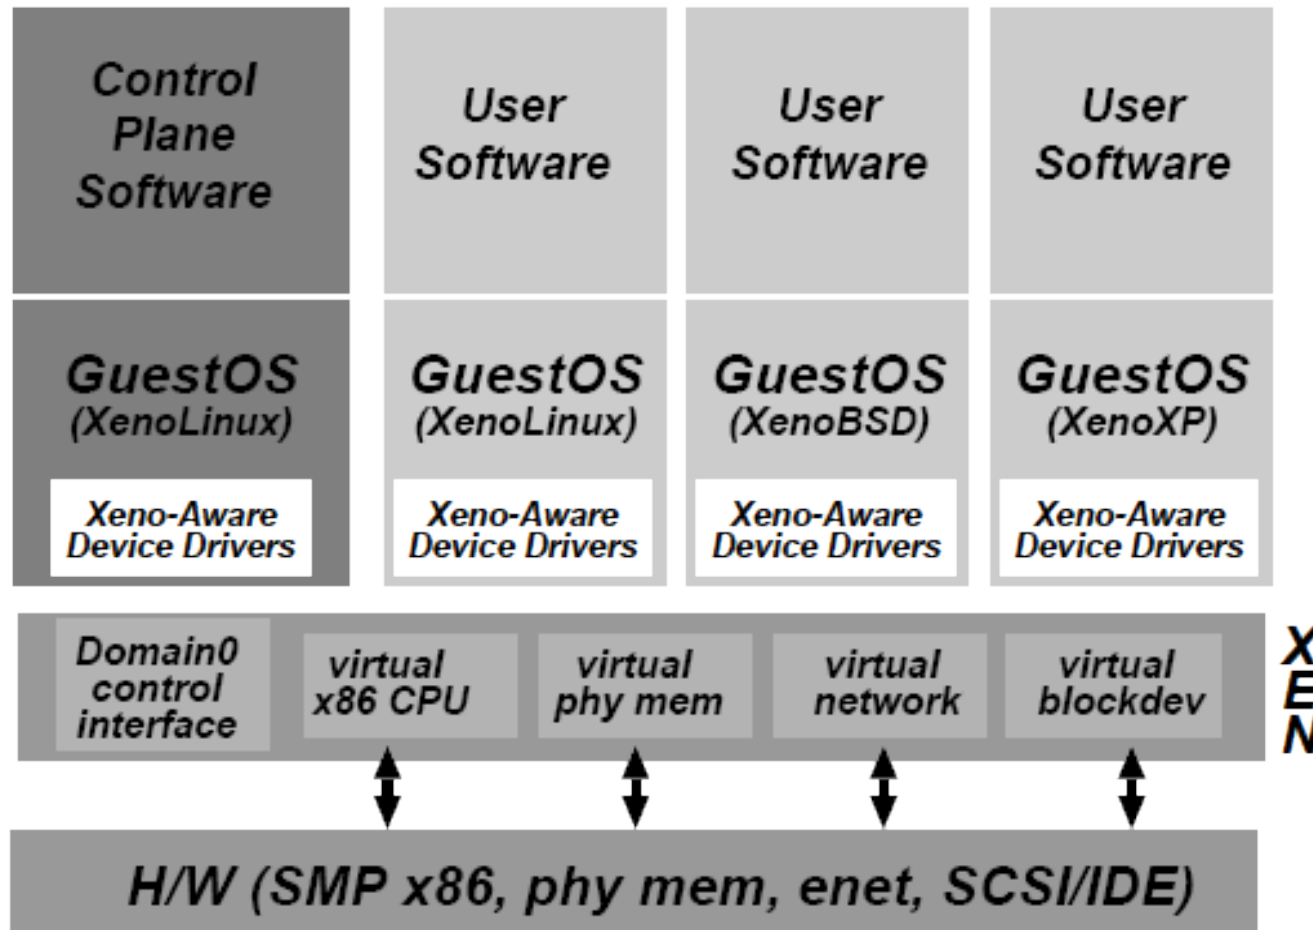 Control
Plane
Software
User
Software
User
Software
User
Software
GuestOS
(XenoLinux)
Xeno-Aware
Device Drivers
GuestOS
(XenoLinux)
Xeno-Aware
Device Drivers
GuestOS
(XenoBSD)
Xeno-Aware
Device Drivers
GuestOS
(XenoXP)
Xeno-Aware
Device Drivers
Domain0
control
interface
virtual
x86 CPU
virtual
phy mem
virtual
network
virtual
blockdev
X
E
N
H/W (SMP x86, phy mem, enet, SCSI/IDE)